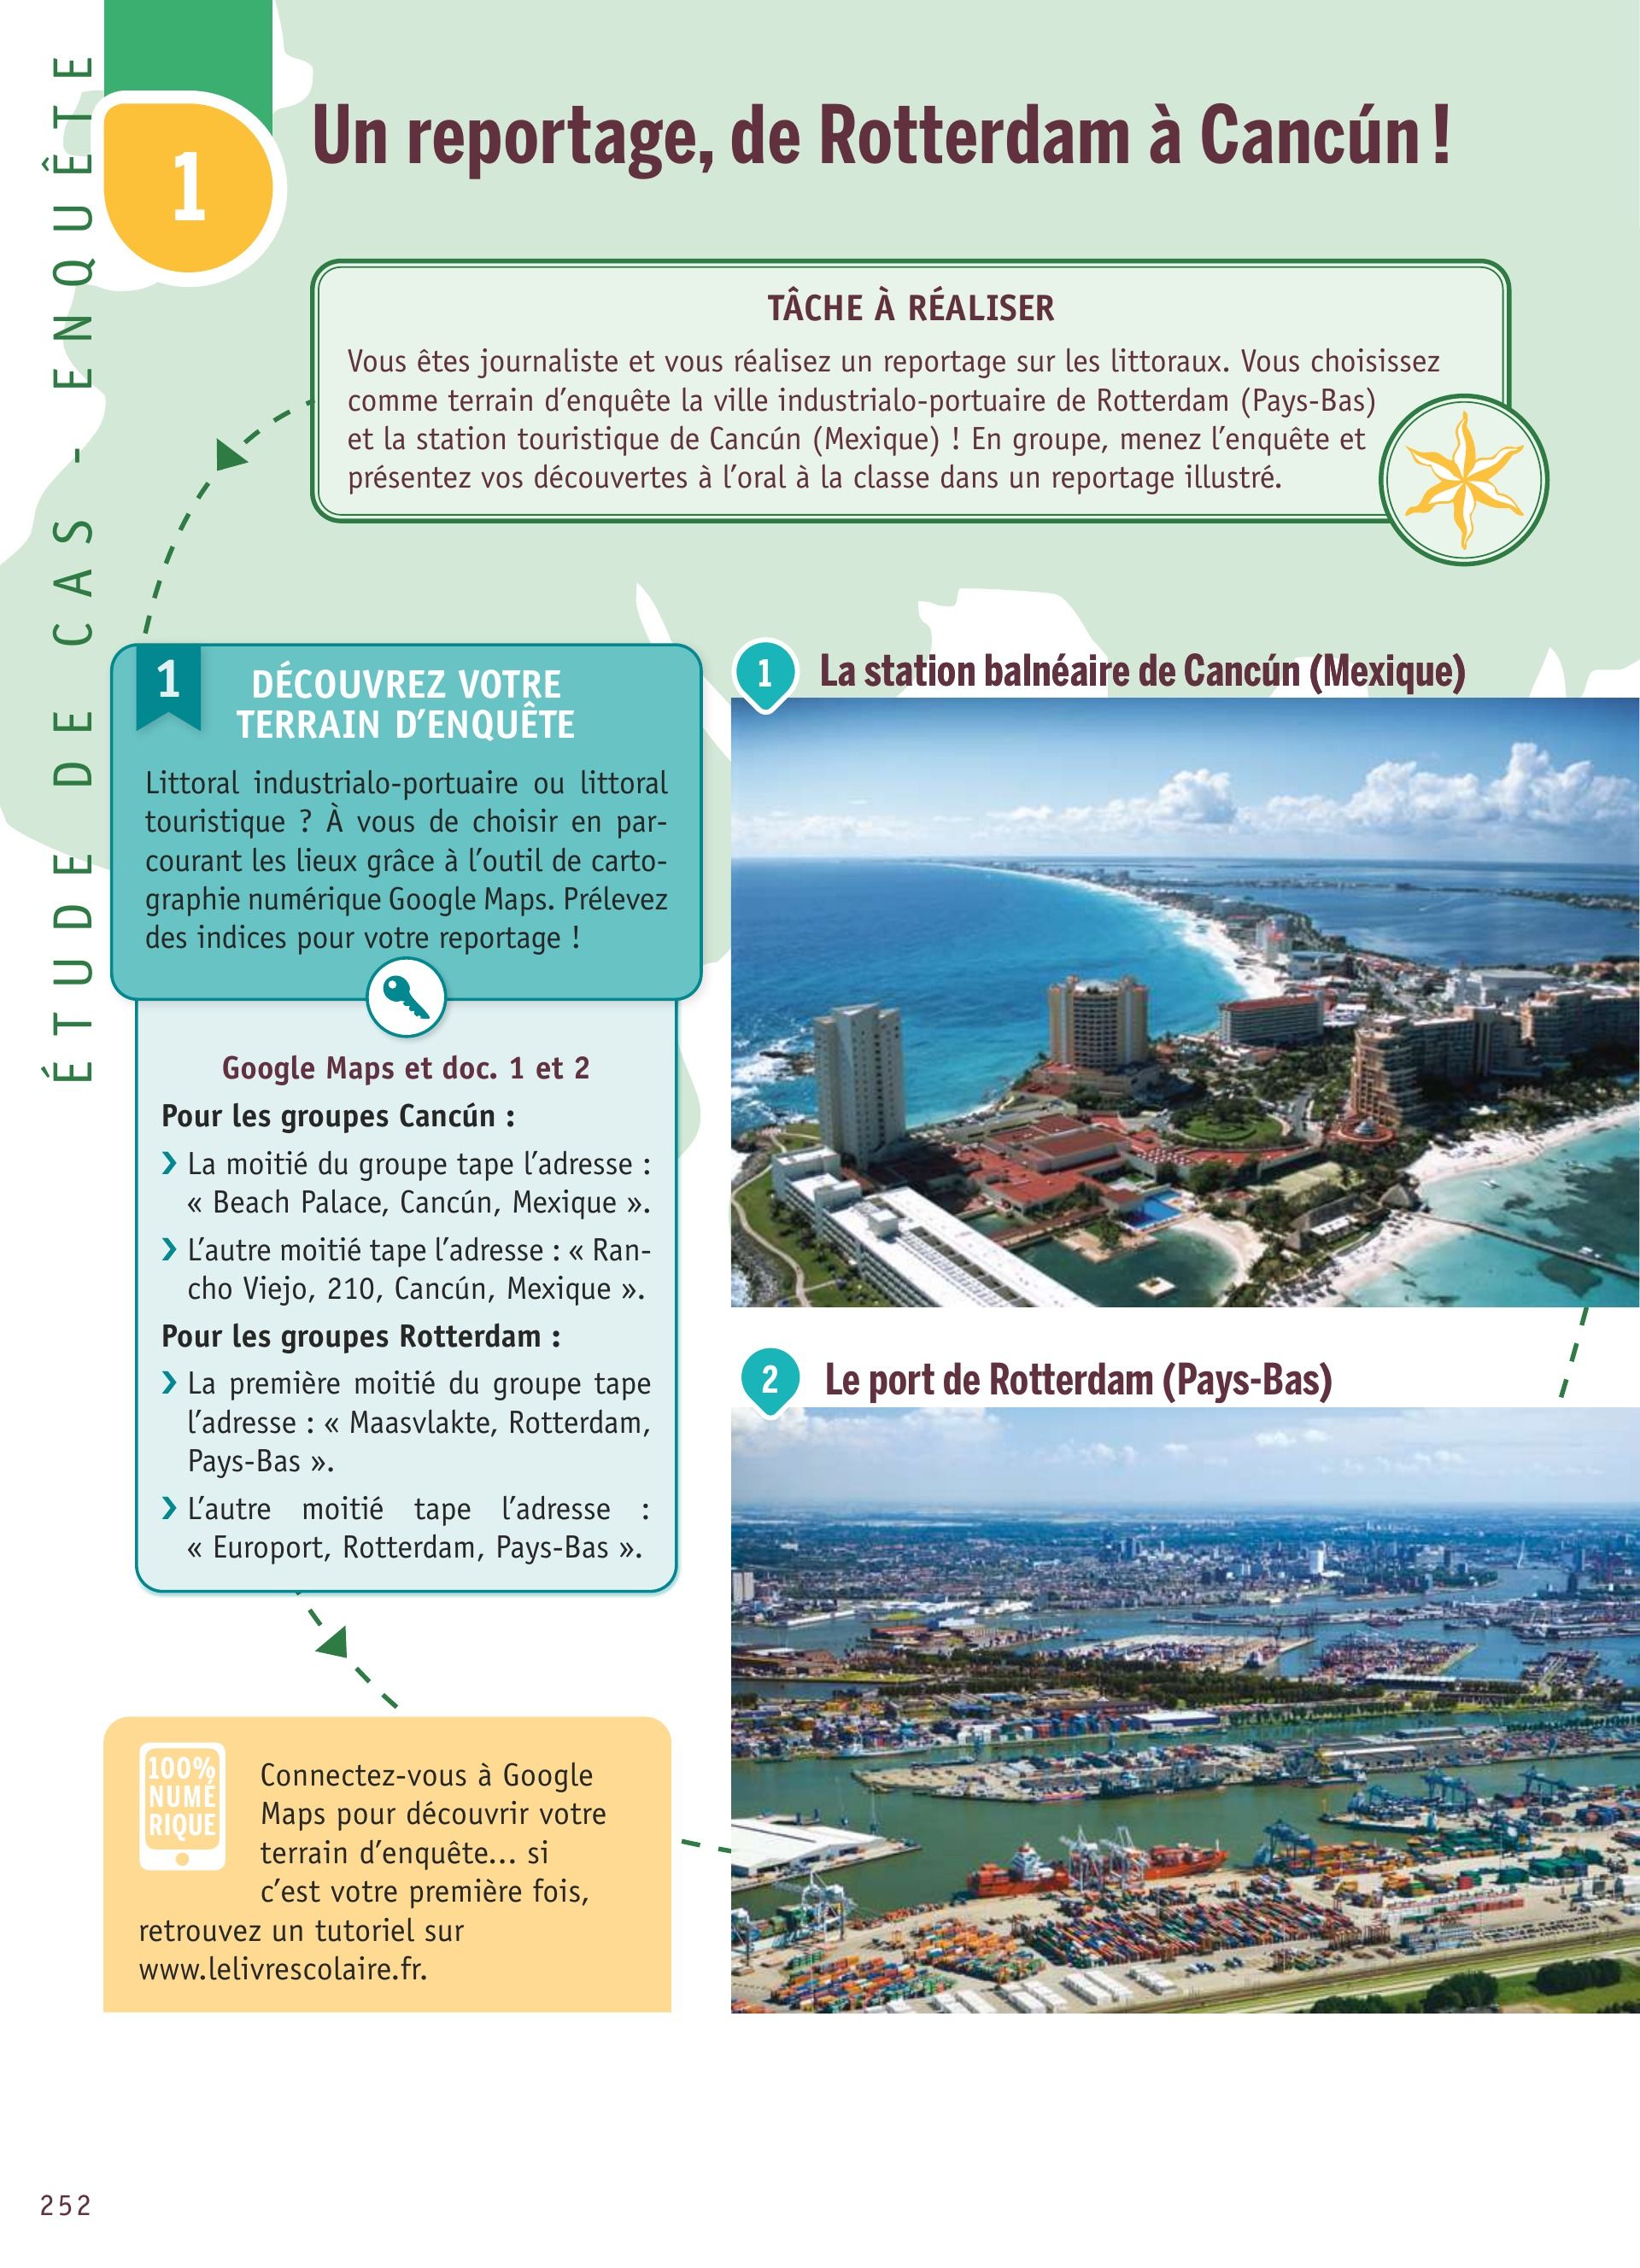 ÉTUDE DE CAS - ENQUÊTE
1
Un reportage, de Rotterdam à Cancún !
TÂCHE À RÉALISER
Vous êtes journaliste et vous réalisez un reportage sur les littoraux. Vous choisissez
comme terrain d’enquête la ville industrialo-portuaire de Rotterdam (Pays-Bas)
et la station touristique de Cancún (Mexique) ! En groupe, menez l’enquête et
présentez vos découvertes à l’oral à la classe dans un reportage illustré.
1
DÉCOUVREZ VOTRE
TERRAIN D’ENQUÊTE
Littoral industrialo-portuaire ou littoral
touristique ? À vous de choisir en par-
courant les lieux grâce à l’outil de carto-
graphie numérique Google Maps. Prélevez
des indices pour votre reportage !
Google Maps et doc. 1 et 2
Pour les groupes Cancún :
› La moitié du groupe tape l’adresse :
« Beach Palace, Cancún, Mexique ».
› L’autre moitié tape l’adresse : « Ran-
cho Viejo, 210, Cancún, Mexique ».
Pour les groupes Rotterdam :
› La première moitié du groupe tape
l’adresse : « Maasvlakte, Rotterdam,
Pays-Bas ».
› L’autre moitié tape l’adresse :
« Europort, Rotterdam, Pays-Bas ».
100%
NUMÉ
RIQUE
Connectez-vous à Google
Maps pour découvrir votre
terrain d’enquête... si
c’est votre première fois,
retrouvez un tutoriel sur
www.lelivrescolaire.fr.
1
La station balnéaire de Cancún (Mexique)
2
Le port de Rotterdam (Pays-Bas)
252